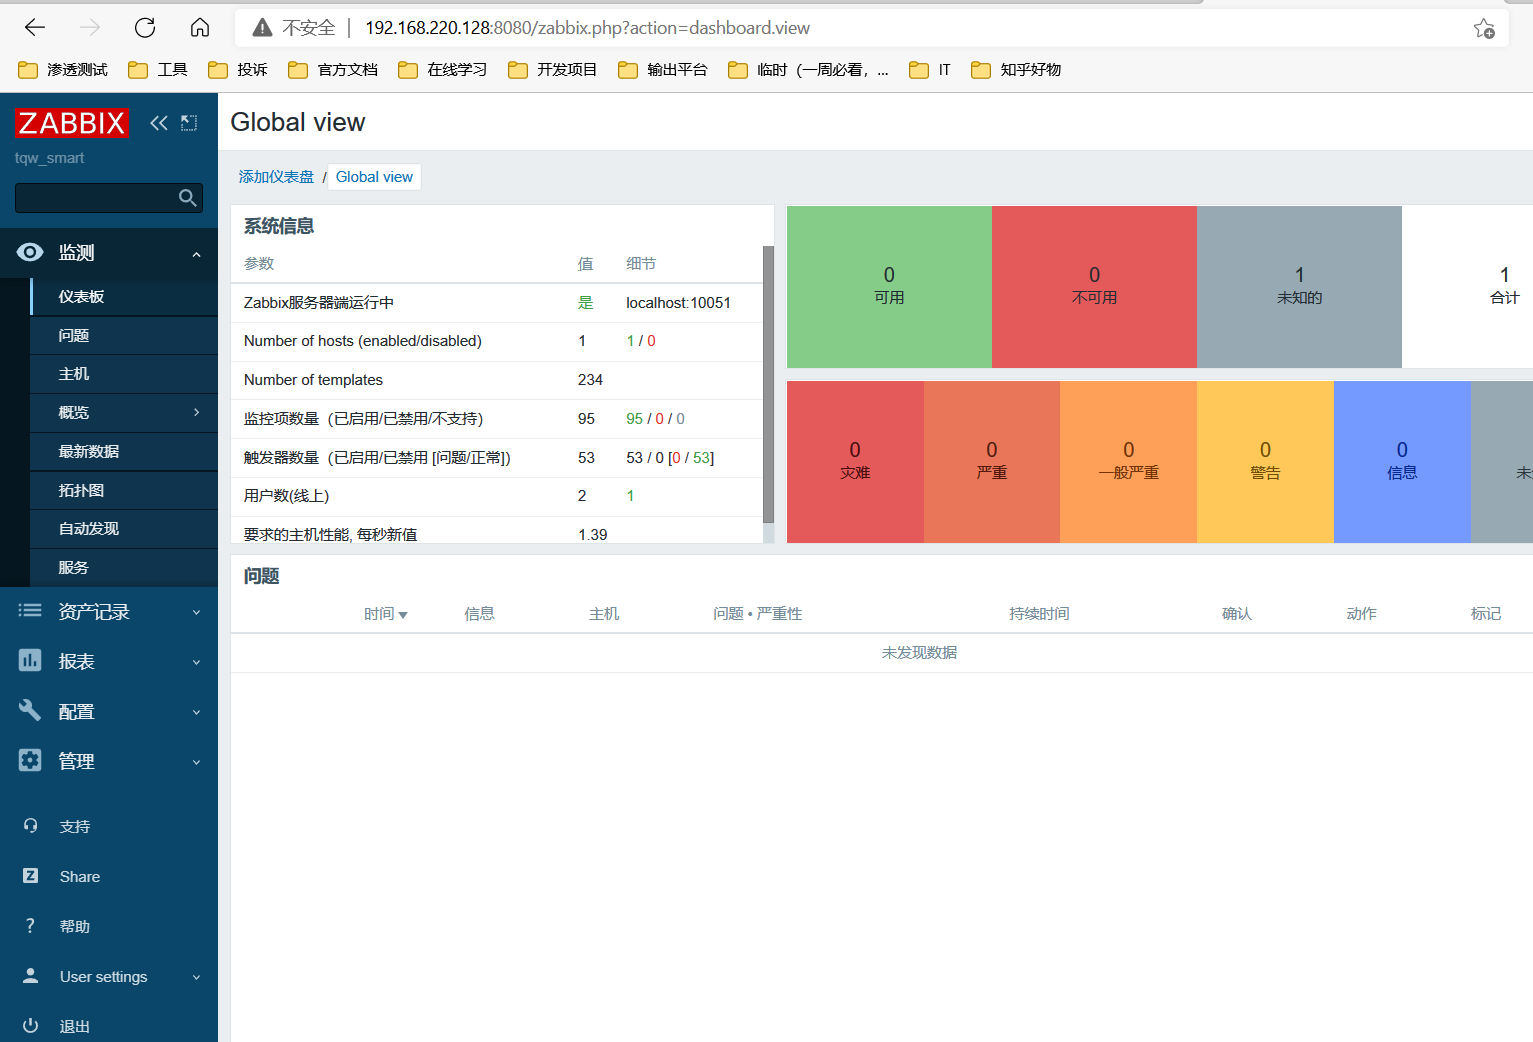 不安全 | 192.168.220.128:8080/zabbix.php?action=dashboard.view
渗透测试 工具 投诉 官方文档 在线学习 开发项目 输出平台 临时（一周必看，... IT 知乎好物
ZABBIX
tqw_smart
监测
仪表板
问题
主机
概览
最新数据
拓扑图
自动发现
服务
资产记录
报表
配置
管理
支持
Share
帮助
User settings
退出
Global view
添加仪表盘 / Global view
系统信息
参数 值 细节
Zabbix服务器端运行中 是 localhost:10051
Number of hosts (enabled/disabled) 1 1 / 0
Number of templates 234
监控项数量（已启用/已禁用/不支持) 95 95 / 0 / 0
触发器数量（已启用/已禁用 [问题/正常]) 53 53 / 0 [0 / 53]
用户数(线上) 2 1
要求的主机性能, 每秒新值 1.39
0 0 1 1
可用 不可用 未知的 合计
0 0 0 0 0
灾难 严重 一般严重 警告 信息 未
问题
时间 信息 主机 问题 • 严重性 持续时间 确认 动作 标记
未发现数据